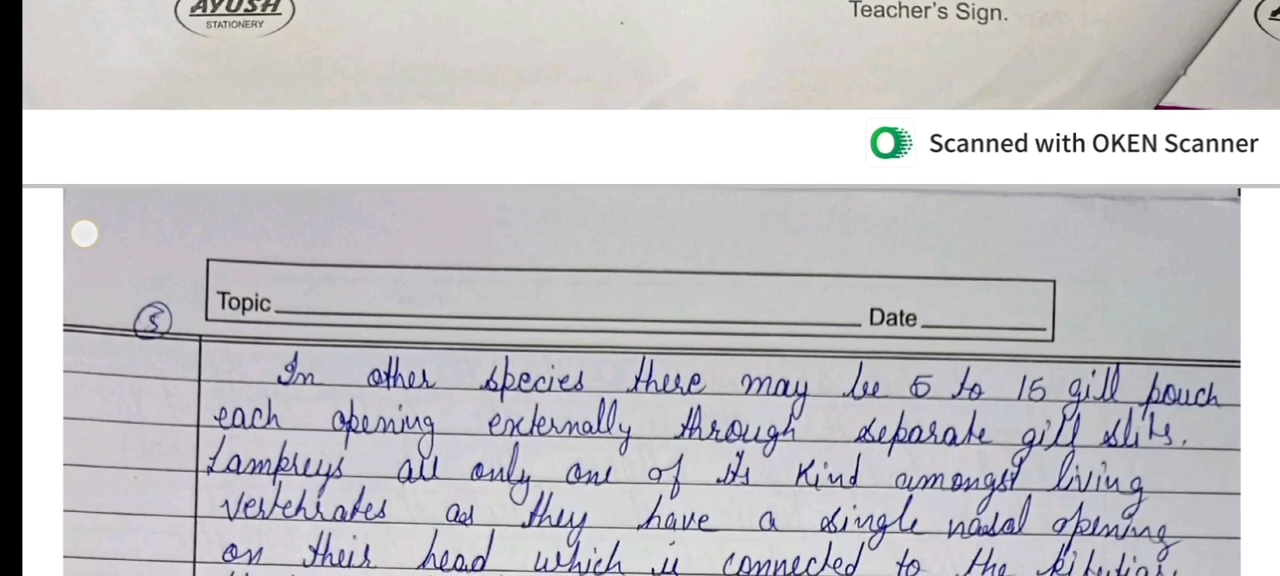 AYUSH
STATIONERY
Teacher's Sign.
Scanned with OKEN Scanner
Topic
Date
5
In other species there may be 5 to 15 gill pouch
each opening externally through separate gill slits.
Lampreys are only one of its kind amongst living
vertebrates as they have a single nasal opening
on their head which is connected to the